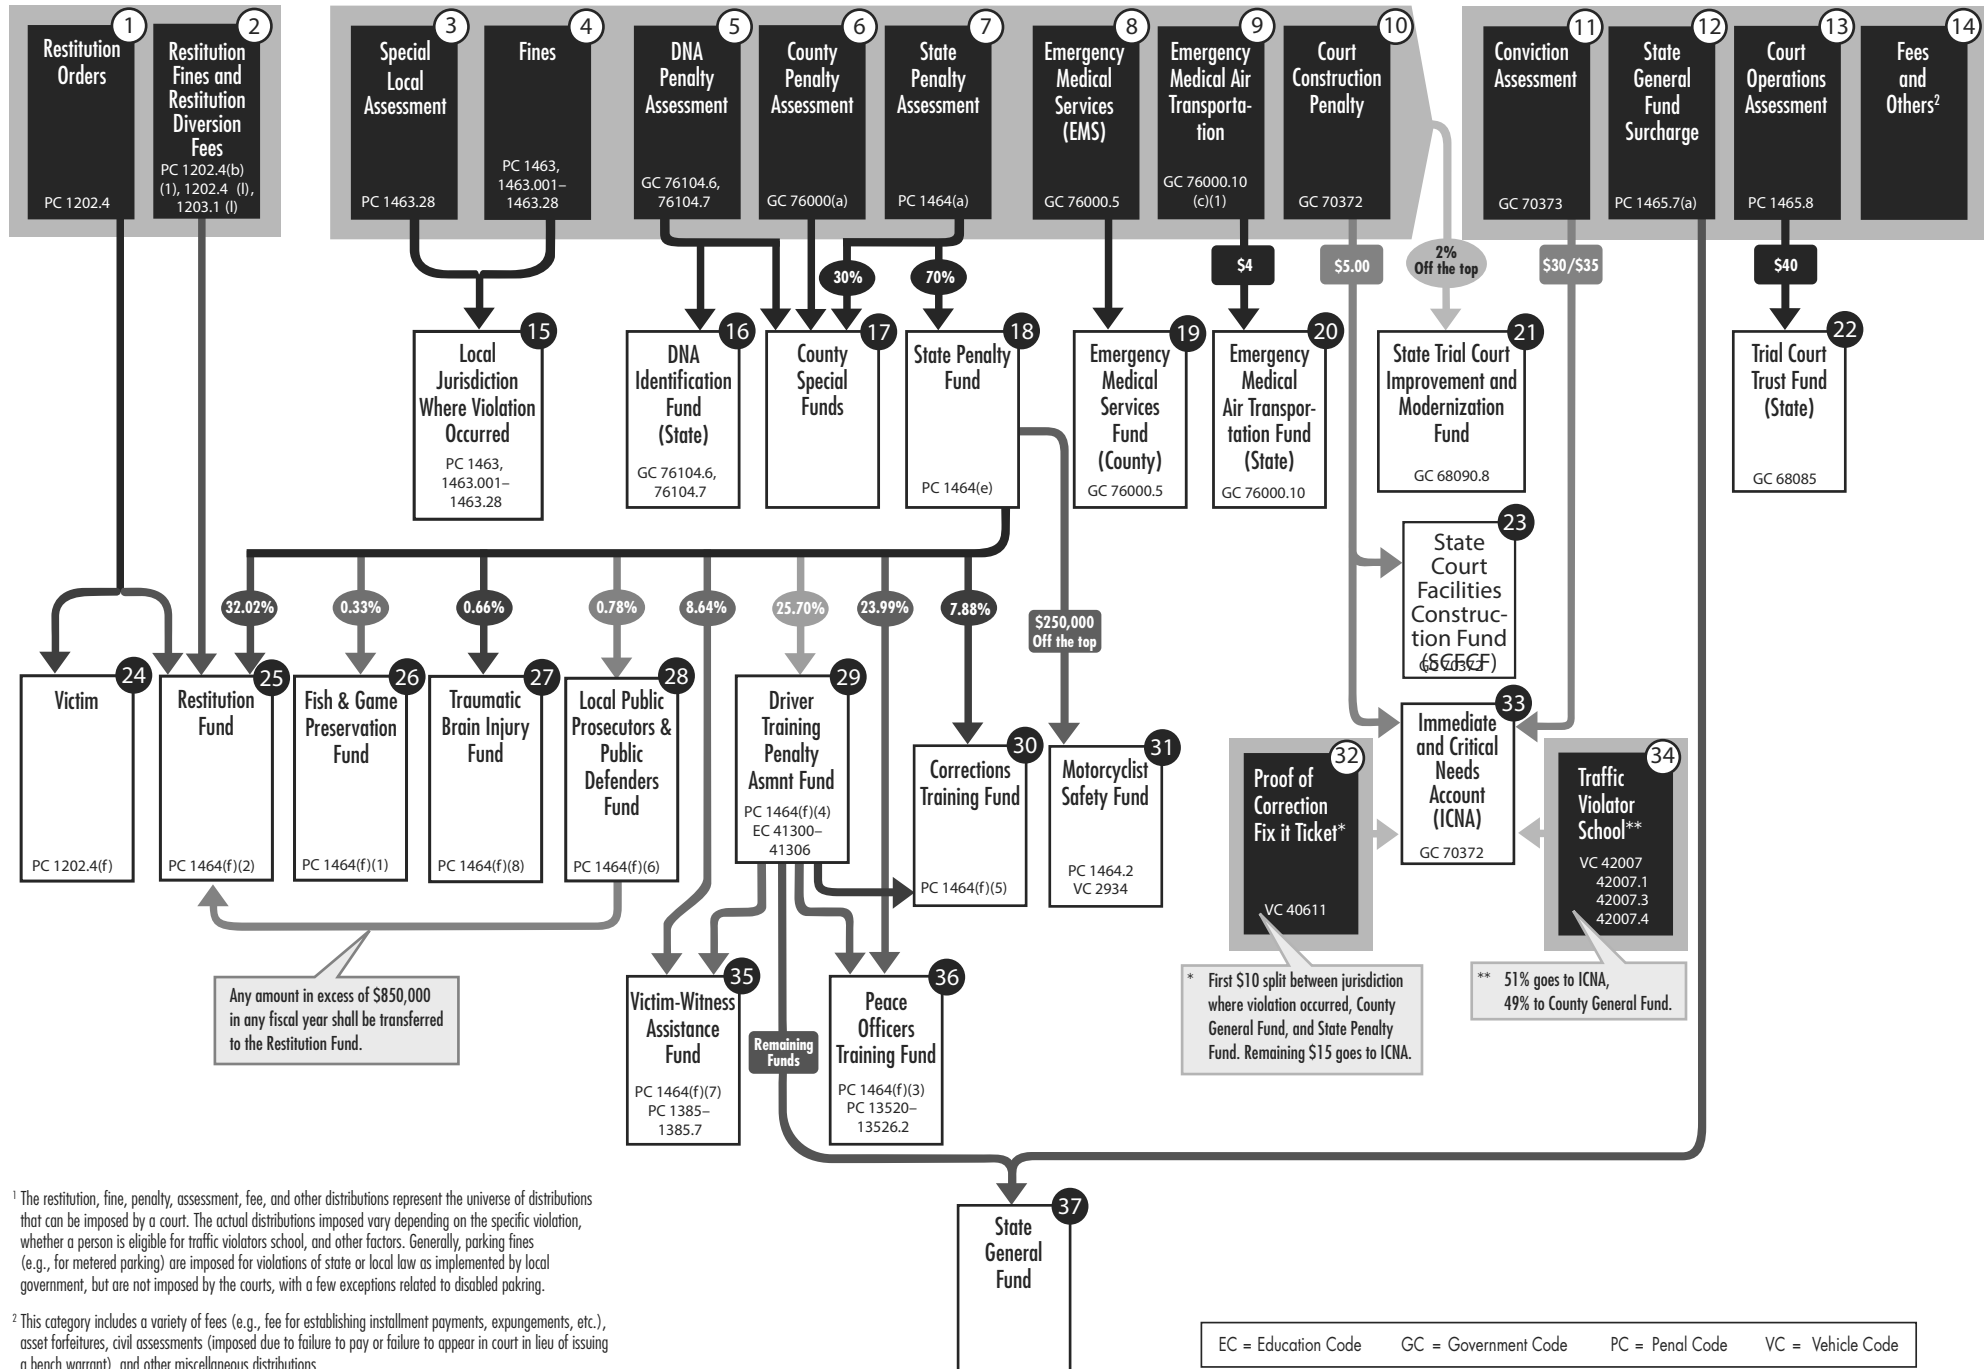 1
Restitution
Orders
PC 1202.4
2
Restitution
Fines and
Restitution
Diversion
Fees
PC 1202.4(b)
(1), 1202.4 (l),
1203.1 (l)
3
Special
Local
Assessment
PC 1463.28
4
Fines
PC 1463,
1463.001–
1463.28
5
DNA
Penalty
Assessment
GC 76104.6,
76104.7
6
County
Penalty
Assessment
GC 76000(a)
7
State
Penalty
Assessment
PC 1464(a)
8
Emergency
Medical
Services
(EMS)
GC 76000.5
9
Emergency
Medical Air
Transporta-
tion
GC 76000.10
(c)(1)
10
Court
Construction
Penalty
GC 70372
11
Conviction
Assessment
GC 70373
12
State
General
Fund
Surcharge
PC 1465.7(a)
13
Court
Operations
Assessment
PC 1465.8
14
Fees
and
Others2
30%
70%
$4
$5.00
2%
Off the top
$30/$35
$40
15
Local
Jurisdiction
Where Violation
Occurred
PC 1463,
1463.001–
1463.28
16
DNA
Identification
Fund
(State)
GC 76104.6,
76104.7
17
County
Special
Funds
18
State Penalty
Fund
PC 1464(e)
19
Emergency
Medical
Services
Fund
(County)
GC 76000.5
20
Emergency
Medical
Air Transpor-
tation Fund
(State)
GC 76000.10
21
State Trial Court
Improvement and
Modernization
Fund
GC 68090.8
22
Trial Court
Trust Fund
(State)
GC 68085
23
State
Court
Facilities
Construc-
tion Fund
(SCFCF)
GC 70372
32.02%
0.33%
0.66%
0.78%
8.64%
25.70%
23.99%
7.88%
$250,000
Off the top
24
Victim
PC 1202.4(f)
25
Restitution
Fund
PC 1464(f)(2)
26
Fish & Game
Preservation
Fund
PC 1464(f)(1)
27
Traumatic
Brain Injury
Fund
PC 1464(f)(8)
28
Local Public
Prosecutors &
Public
Defenders
Fund
PC 1464(f)(6)
29
Driver
Training
Penalty
Asmnt Fund
PC 1464(f)(4)
EC 41300–
41306
30
Corrections
Training Fund
PC 1464(f)(5)
31
Motorcyclist
Safety Fund
PC 1464.2
VC 2934
32
Proof of
Correction
Fix it Ticket*
VC 40611
33
Immediate
and Critical
Needs
Account
(ICNA)
GC 70372
34
Traffic
Violator
School**
VC 42007
42007.1
42007.3
42007.4
Any amount in excess of $850,000
in any fiscal year shall be transferred
to the Restitution Fund.
35
Victim-Witness
Assistance
Fund
PC 1464(f)(7)
PC 1385–
1385.7
Remaining
Funds
36
Peace
Officers
Training Fund
PC 1464(f)(3)
PC 13520–
13526.2
* First $10 split between jurisdiction
where violation occurred, County
General Fund, and State Penalty
Fund. Remaining $15 goes to ICNA.
** 51% goes to ICNA,
49% to County General Fund.
37
State
General
Fund
1 The restitution, fine, penalty, assessment, fee, and other distributions represent the universe of distributions
that can be imposed by a court. The actual distributions imposed vary depending on the specific violation,
whether a person is eligible for traffic violators school, and other factors. Generally, parking fines
(e.g., for metered parking) are imposed for violations of state or local law as implemented by local
government, but are not imposed by the courts, with a few exceptions related to disabled pakring.
2 This category includes a variety of fees (e.g., fee for establishing installment payments, expungements, etc.),
asset forfeitures, civil assessments (imposed due to failure to pay or failure to appear in court in lieu of issuing
a bench warrant), and other miscellaneous distributions
EC = Education Code GC = Government Code PC = Penal Code VC = Vehicle Code